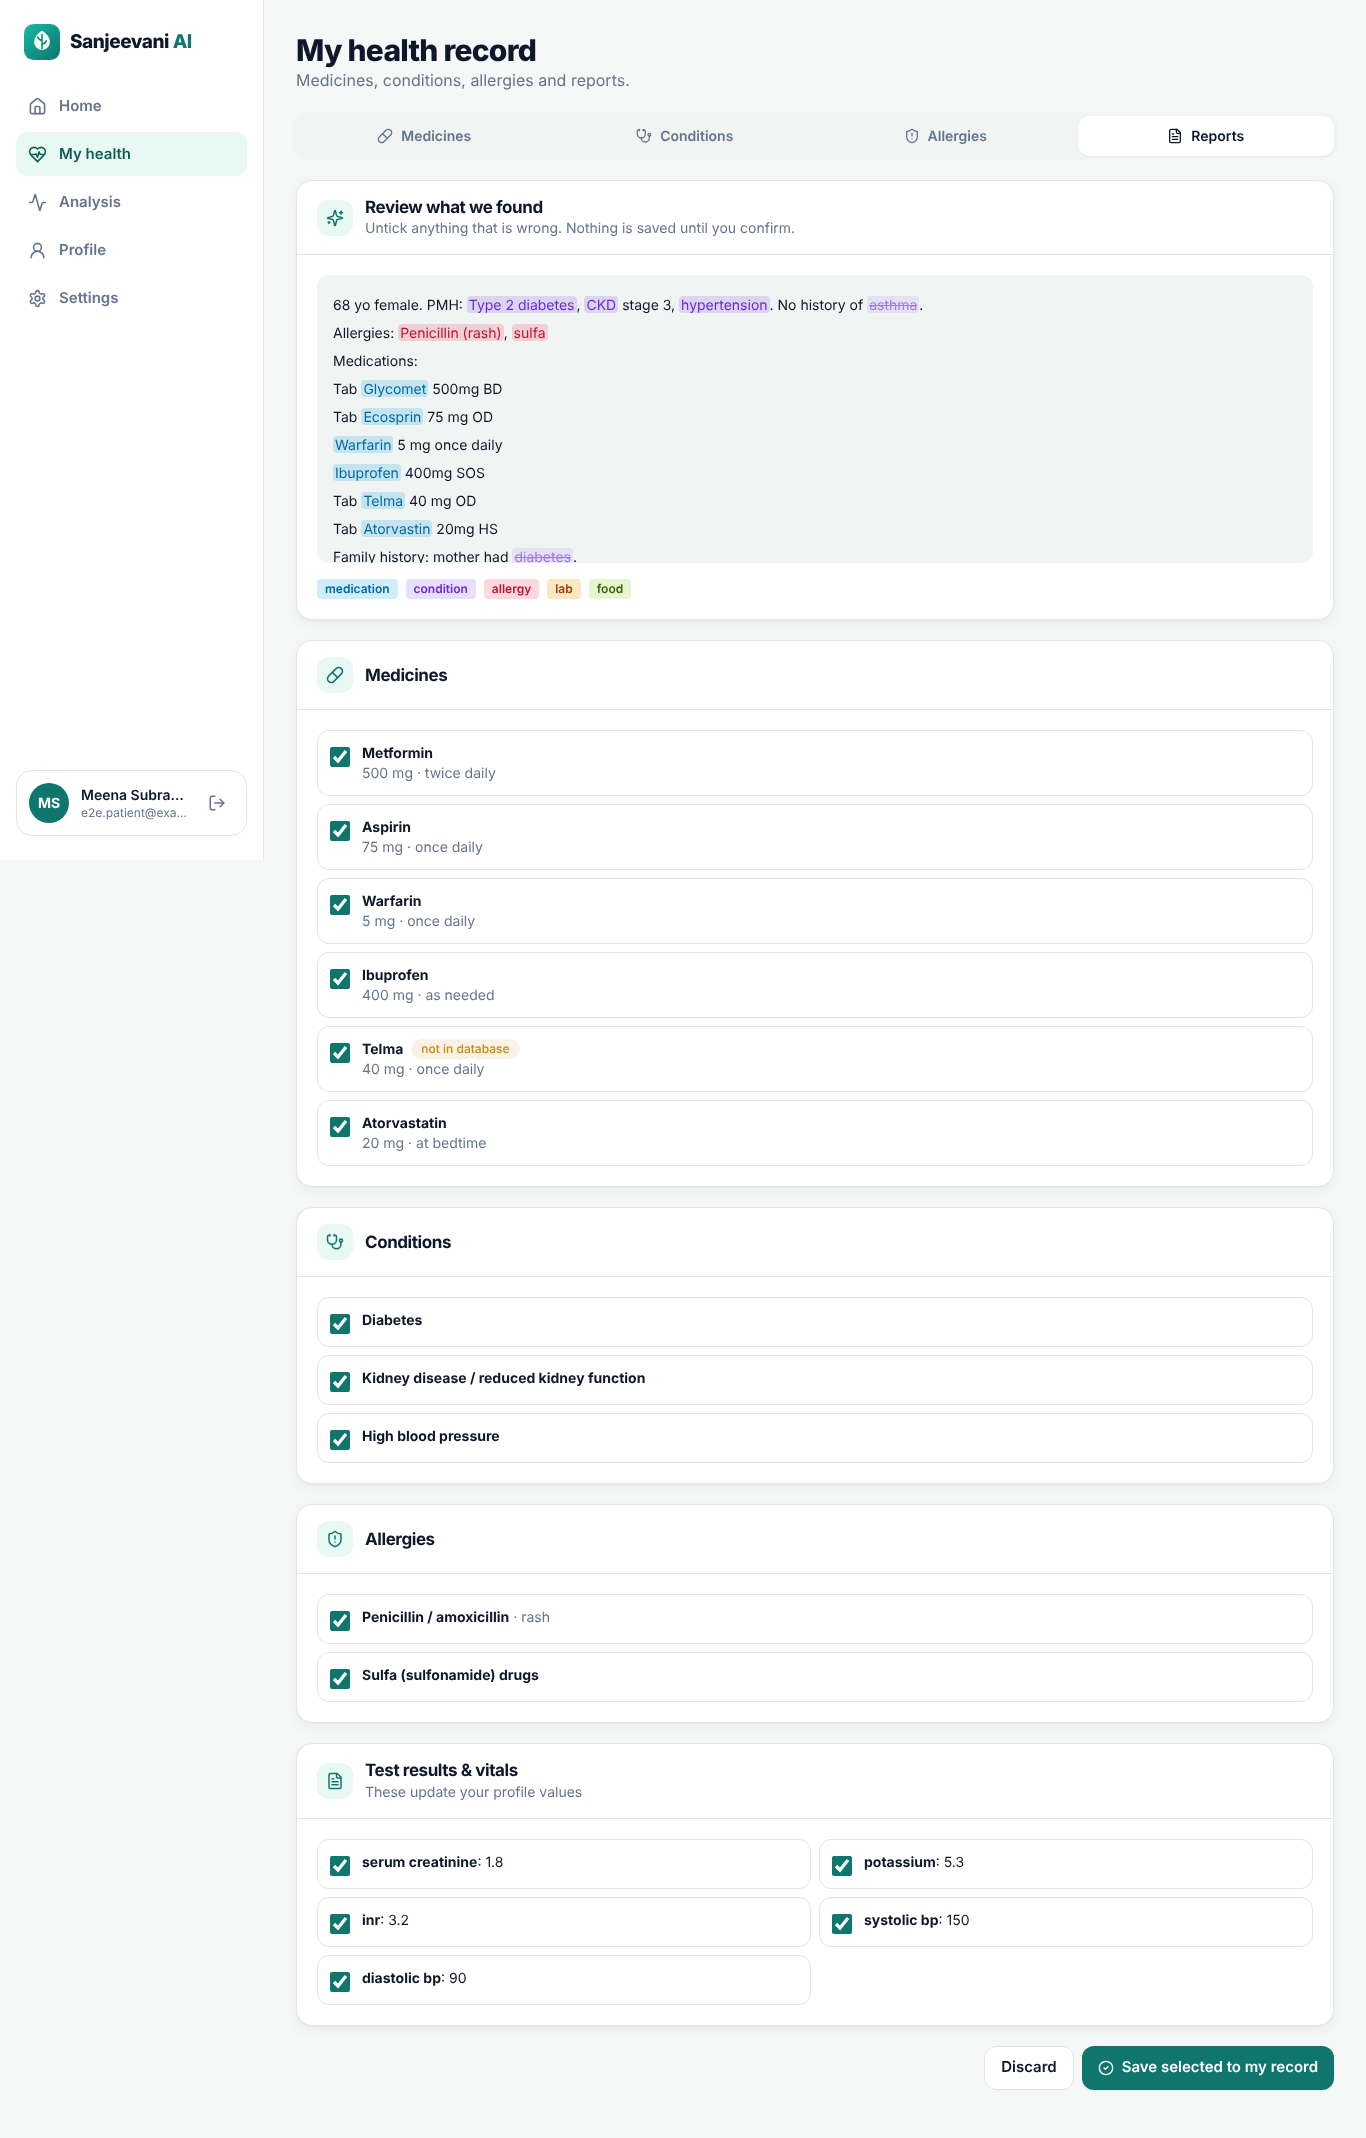 Sanjeevani AI
Home
My health
Analysis
Profile
Settings
MS
Meena Subra...
e2e.patient@exa...
My health record
Medicines, conditions, allergies and reports.
Medicines
Conditions
Allergies
Reports
Review what we found
Untick anything that is wrong. Nothing is saved until you confirm.
68 yo female. PMH: Type 2 diabetes, CKD stage 3, hypertension. No history of asthma.
Allergies: Penicillin (rash), sulfa
Medications:
Tab Glycomet 500mg BD
Tab Ecosprin 75 mg OD
Warfarin 5 mg once daily
Ibuprofen 400mg SOS
Tab Telma 40 mg OD
Tab Atorvastin 20mg HS
Family history: mother had diabetes.
medication condition allergy lab food
Medicines
Metformin
500 mg · twice daily
Aspirin
75 mg · once daily
Warfarin
5 mg · once daily
Ibuprofen
400 mg · as needed
Telma not in database
40 mg · once daily
Atorvastatin
20 mg · at bedtime
Conditions
Diabetes
Kidney disease / reduced kidney function
High blood pressure
Allergies
Penicillin / amoxicillin · rash
Sulfa (sulfonamide) drugs
Test results & vitals
These update your profile values
serum creatinine: 1.8
potassium: 5.3
inr: 3.2
systolic bp: 150
diastolic bp: 90
Discard
Save selected to my record